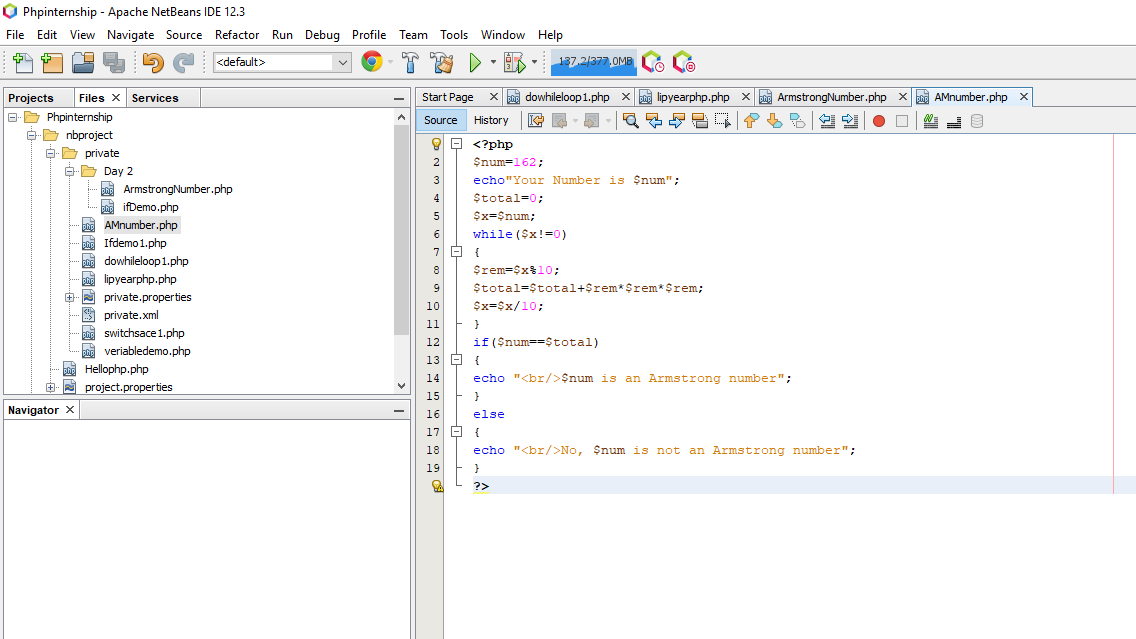 Phpinternship - Apache NetBeans IDE 12.3
File Edit View Navigate Source Refactor Run Debug Profile Team Tools Window Help
<default>
137.2/377.0MB
Projects Files Services
Phpinternship
nbproject
private
Day 2
ArmstrongNumber.php
ifDemo.php
AMnumber.php
Ifdemo1.php
dowhileloop1.php
lipyearphp.php
private.properties
private.xml
switchsace1.php
veriabledemo.php
Hellophp.php
project.properties
Navigator
Start Page dowhileloop1.php lipyearphp.php ArmstrongNumber.php AMnumber.php
Source History
<?php
2 $num=162;
3 echo"Your Number is $num";
4 $total=0;
5 $x=$num;
6 while($x!=0)
7 {
8 $rem=$x%10;
9 $total=$total+$rem*$rem*$rem;
10 $x=$x/10;
11 }
12 if($num==$total)
13 {
14 echo "<br/>$num is an Armstrong number";
15 }
16 else
17 {
18 echo "<br/>No, $num is not an Armstrong number";
19 }
?>